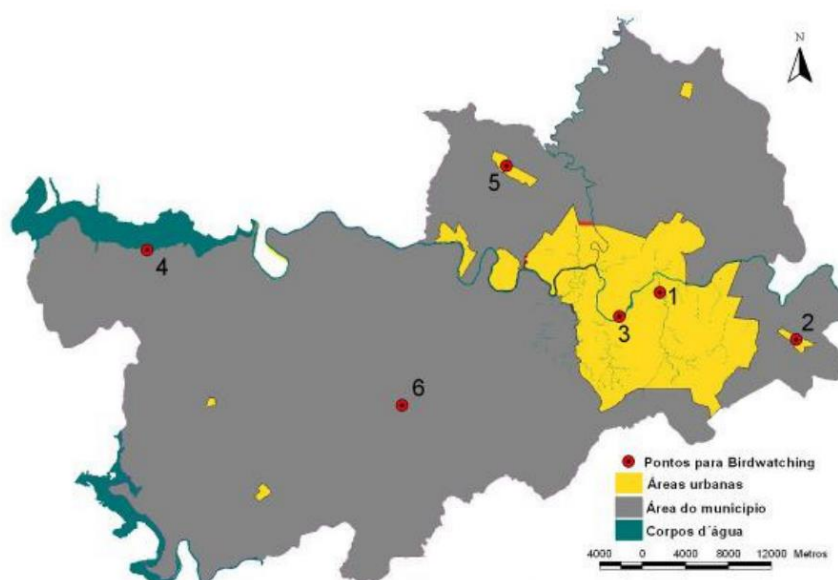 N
5
4
1
2
3
6
Pontos para Birdwatching
Áreas urbanas
Área do município
Corpos d´água
4000 0 4000 8000 12000 Metros